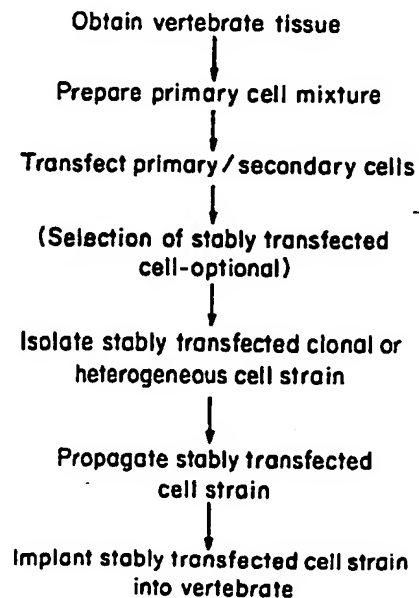 Obtain vertebrate tissue
Prepare primary cell mixture
Transfect primary/secondary cells
(Selection of stably transfected
cell-optional)
Isolate stably transfected clonal or
heterogeneous cell strain
Propagate stably transfected
cell strain
Implant stably transfected cell strain
into vertebrate